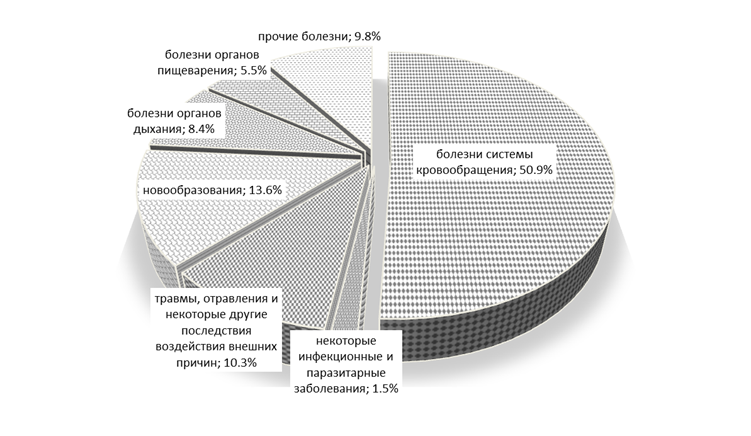 прочие болезни; 9.8%
болезни органов
пищеварения; 5.5%
болезни органов
дыхания; 8.4%
болезни системы
кровообращения; 50.9%
новообразования; 13.6%
травмы, отравления и
некоторые другие
последствия
воздействия внешних
причин; 10.3%
некоторые
инфекционные и
паразитарные
заболевания; 1.5%